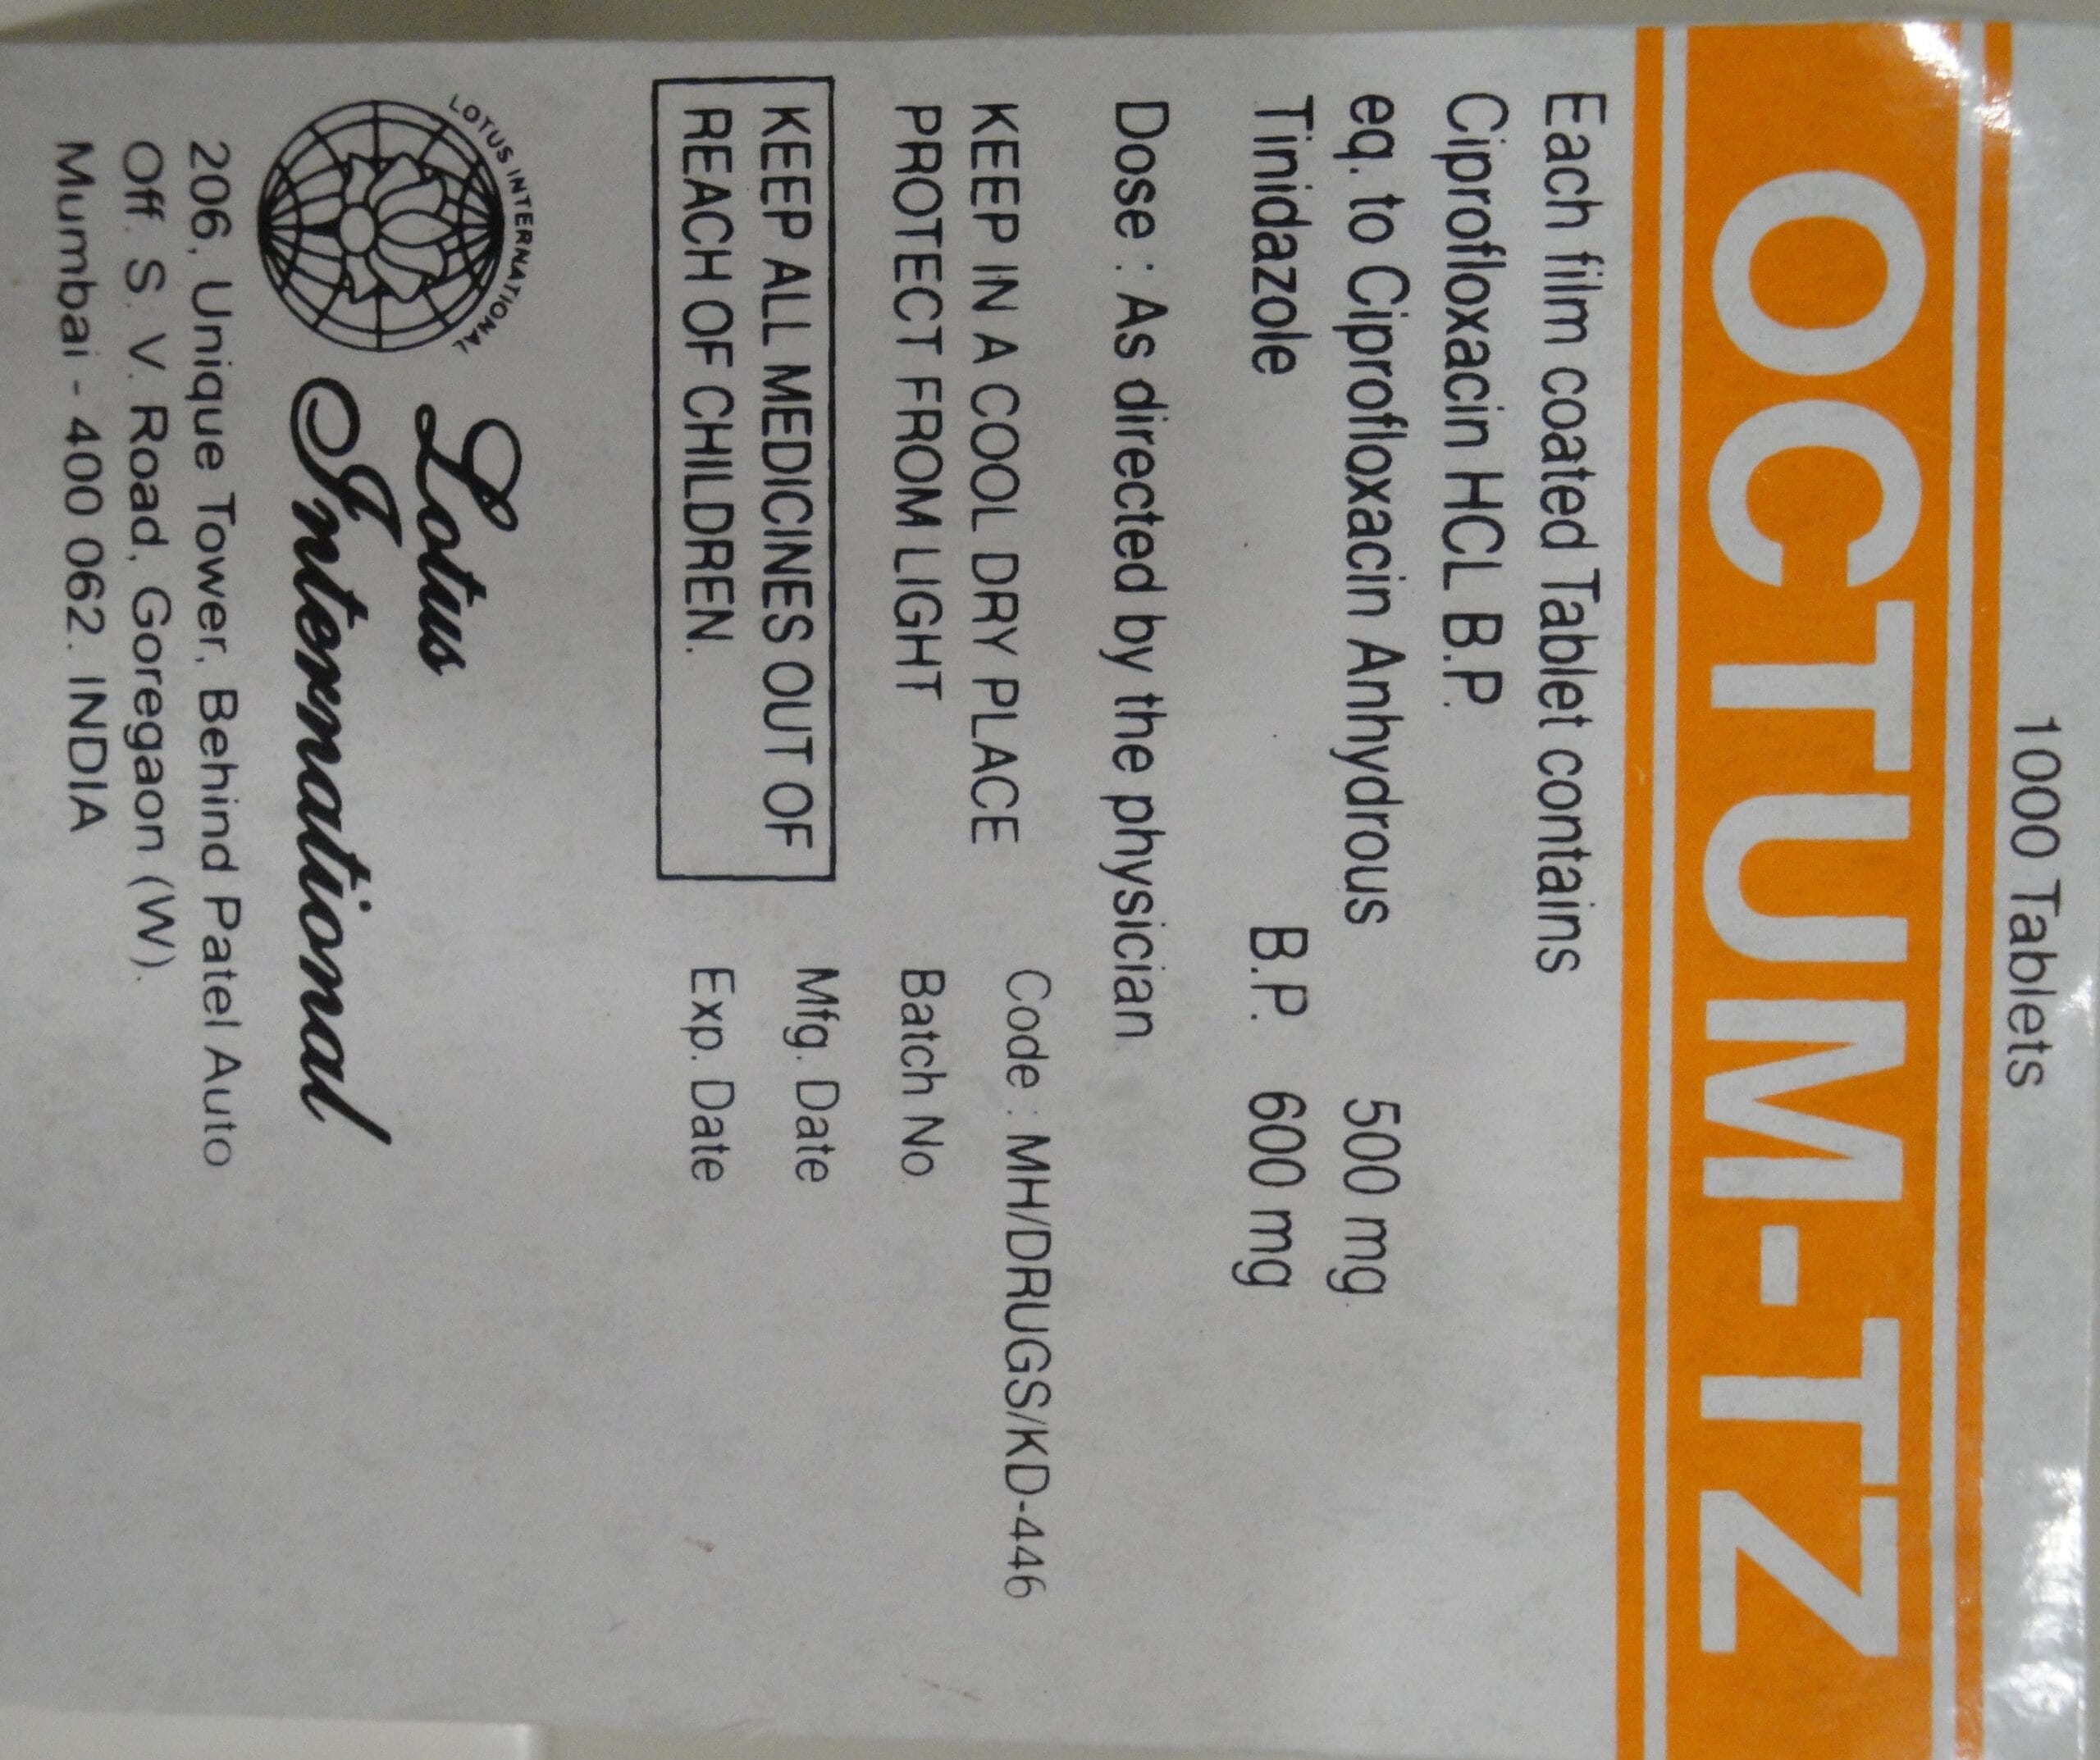 1000 Tablets
OCTUM-TZ
Each film coated Tablet contains
Ciprofloxacin HCL B.P.
eq. to Ciprofloxacin Anhydrous 500 mg
Tinidazole B.P. 600 mg
Dose : As directed by the physician
KEEP IN A COOL DRY PLACE
PROTECT FROM LIGHT
KEEP ALL MEDICINES OUT OF
REACH OF CHILDREN.
Code : MH/DRUGS/KD-446
Batch No.
Mfg. Date
Exp. Date
LOTUS INTERNATIONAL
Lotus
International
206, Unique Tower, Behind Patel Auto
Off. S. V. Road, Goregaon (W).
Mumbai - 400 062. INDIA